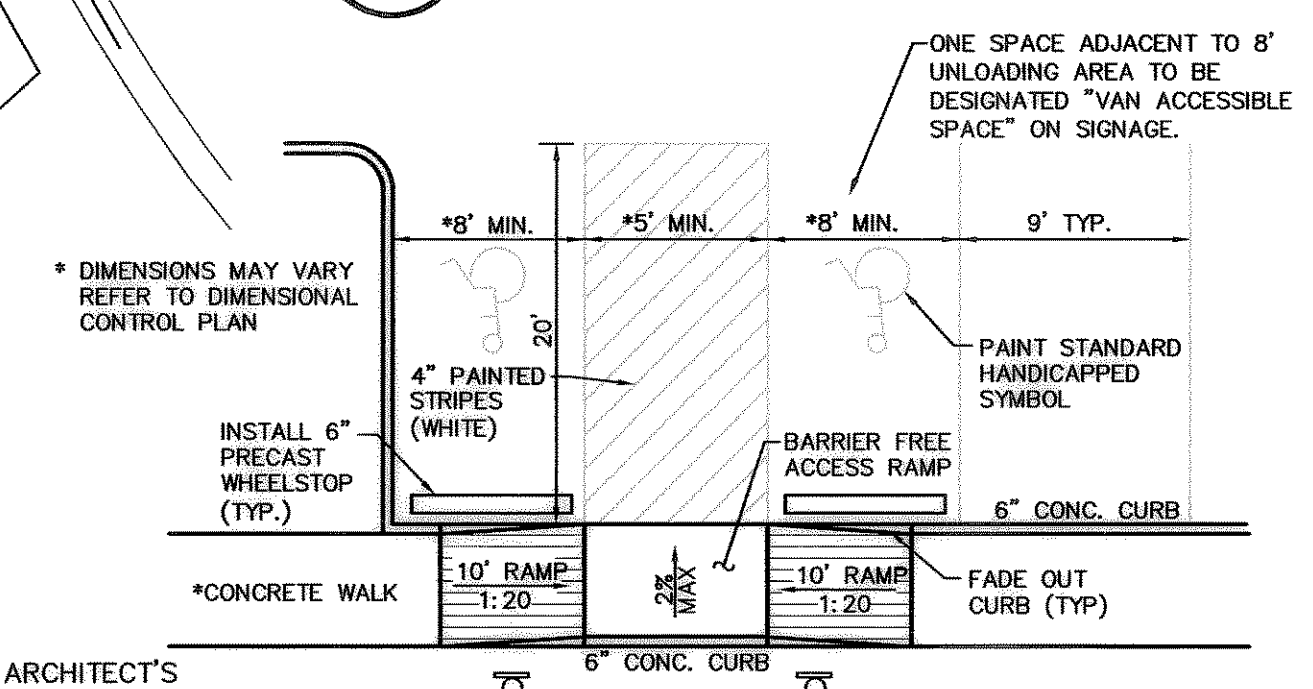 ONE SPACE ADJACENT TO 8'
UNLOADING AREA TO BE
DESIGNATED "VAN ACCESSIBLE
SPACE" ON SIGNAGE.
*8' MIN.
*5' MIN.
*8' MIN.
9' TYP.
* DIMENSIONS MAY VARY
REFER TO DIMENSIONAL
CONTROL PLAN
20'
4" PAINTED
STRIPES
(WHITE)
PAINT STANDARD
HANDICAPPED
SYMBOL
INSTALL 6"
PRECAST
WHEELSTOP
(TYP.)
BARRIER FREE
ACCESS RAMP
6" CONC. CURB
*CONCRETE WALK
10' RAMP
1:20
2%
MAX
10' RAMP
1:20
FADE OUT
CURB (TYP)
6" CONC. CURB
ARCHITECT'S